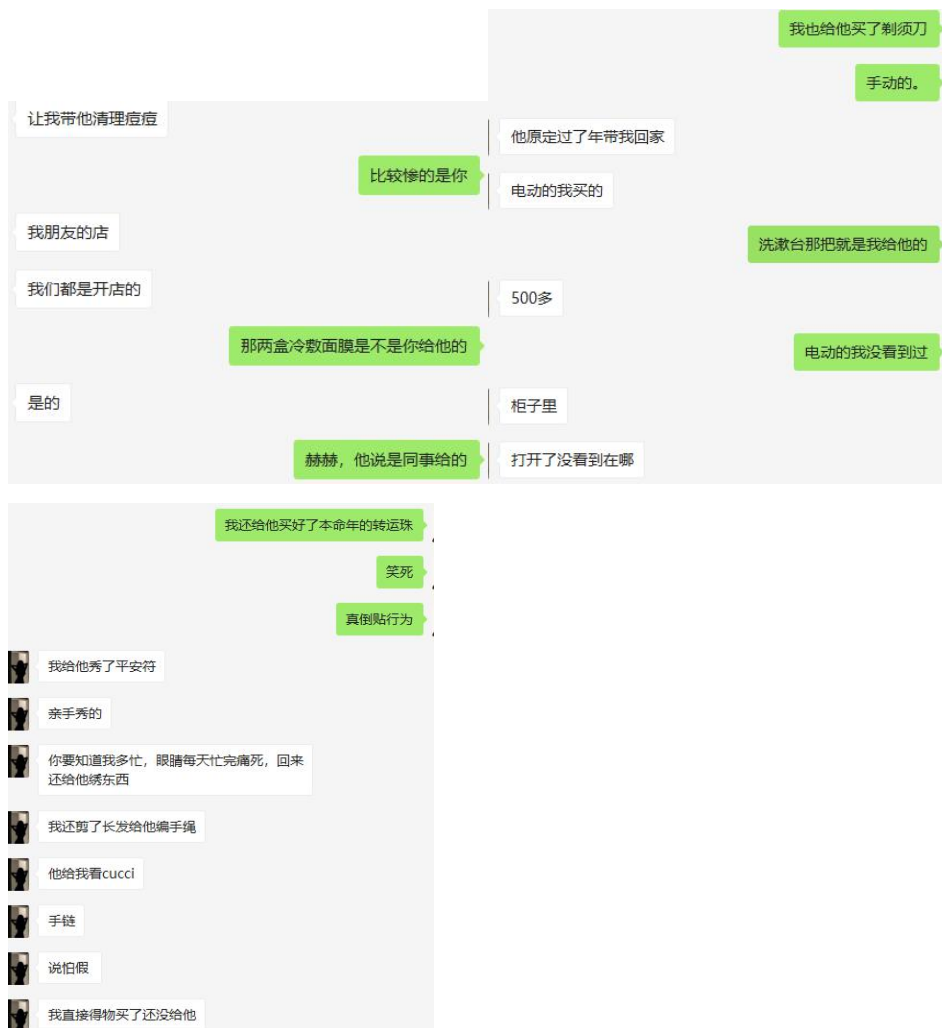 让我带他清理痘痘
比较惨的是你
我朋友的店
我们都是开店的
那两盒冷敷面膜是不是你给他的
是的
赫赫，他说是同事给的
我也给他买了剃须刀
手动的。
他原定过了年带我回家
电动的我买的
洗漱台那把就是我给他的
500多
电动的我没看到过
柜子里
打开了没看到在哪
我还给他买好了本命年的转运珠
笑死
真倒贴行为
我给他秀了平安符
亲手秀的
你要知道我多忙，眼睛每天忙完痛死，回来
还给他绣东西
我还剪了长发给他编手绳
他给我看cucci
手链
说怕假
我直接得物买了还没给他